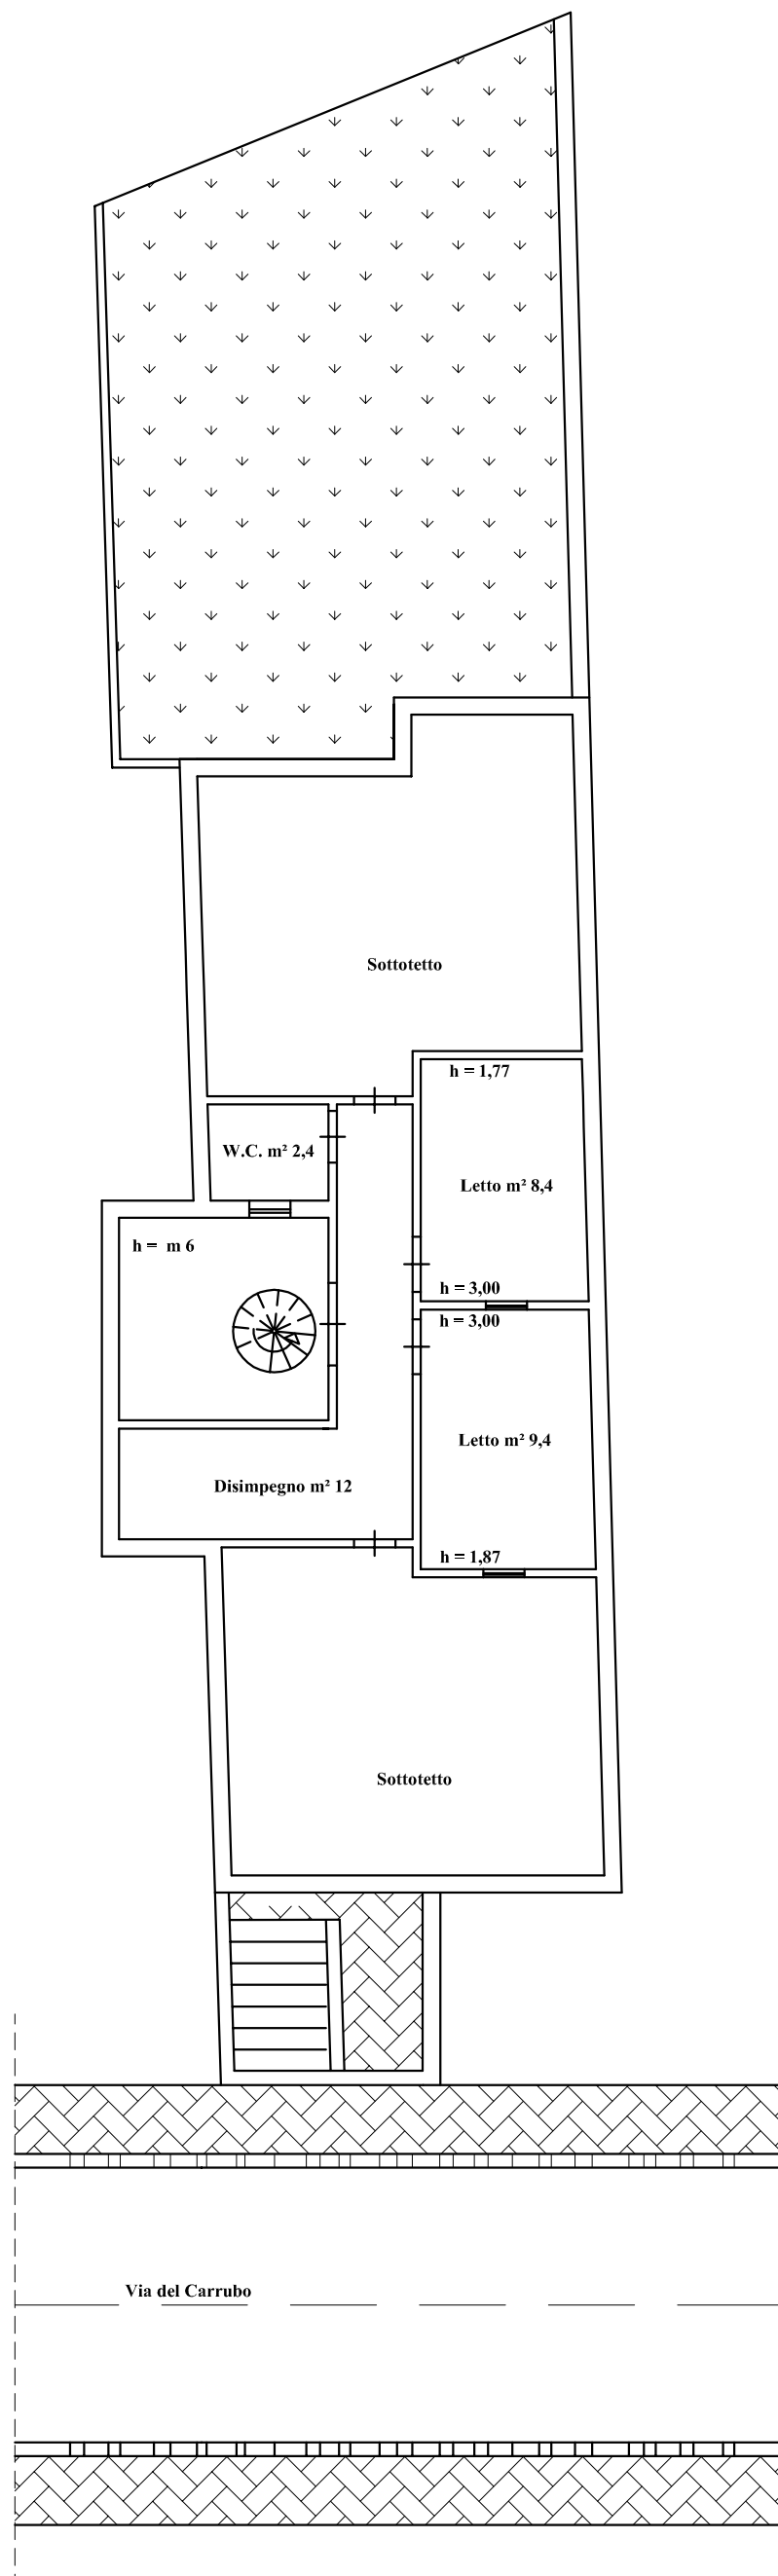 Sottotetto
h = 1,77
W.C. m² 2,4
Letto m² 8,4
h = m 6
h = 3,00
h = 3,00
Letto m² 9,4
Disimpegno m² 12
h = 1,87
Sottotetto
Via del Carrubo